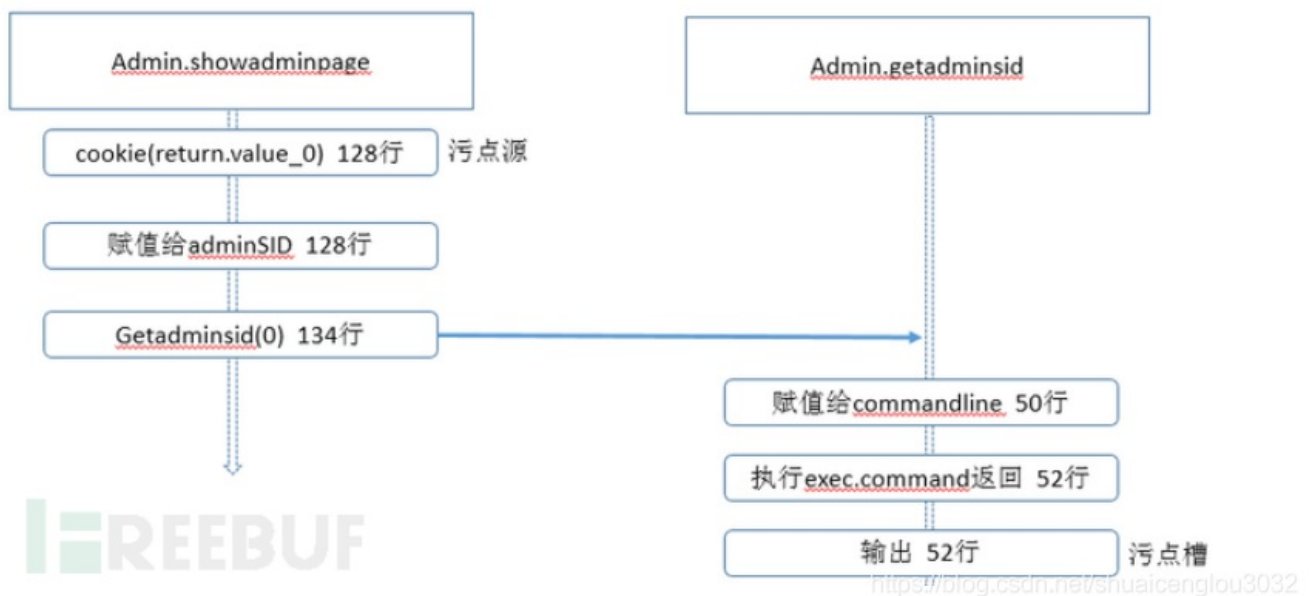 Admin.showadminpage
Admin.getadminsid
cookie(return.value_0) 128行
污点源
赋值给adminSID 128行
Getadminsid(0) 134行
赋值给commandline 50行
执行exec.command返回 52行
输出 52行
污点槽
FREEBUF
https://blog.csdn.net/shuaicenglou3032